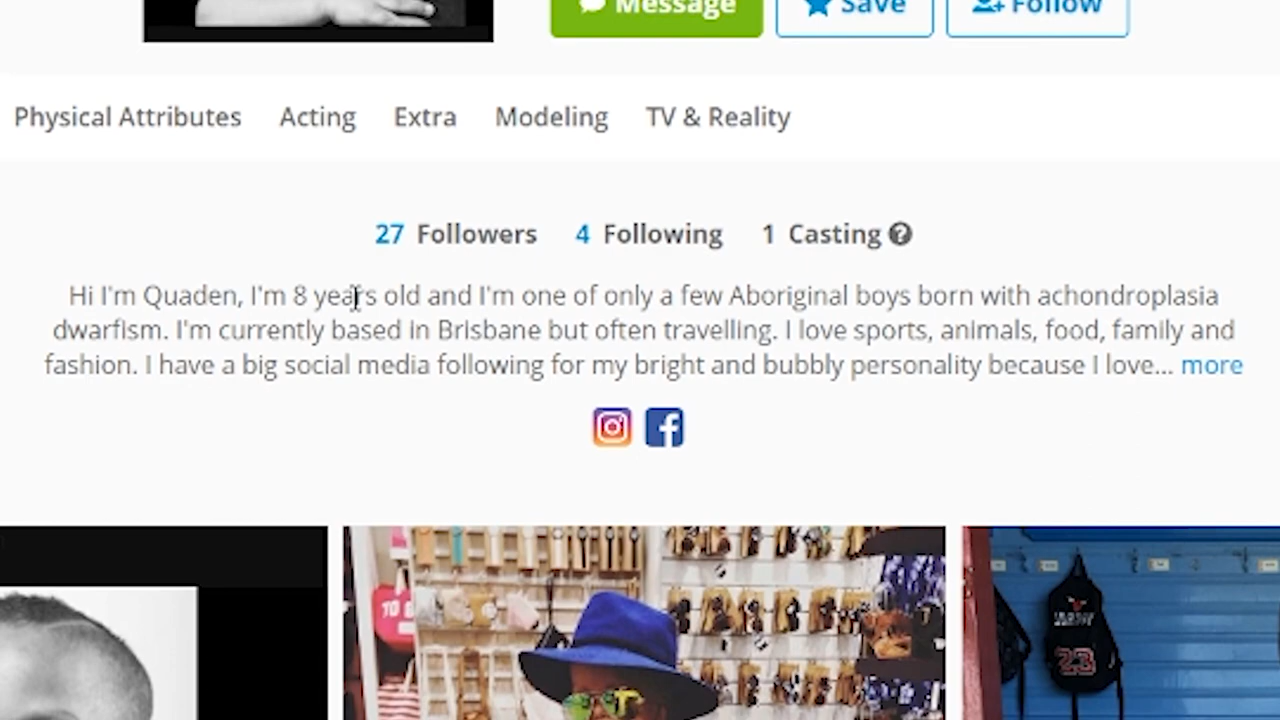 Message Save Follow
Physical Attributes Acting Extra Modeling TV & Reality
27 Followers 4 Following 1 Casting ?
Hi I'm Quaden, I'm 8 years old and I'm one of only a few Aboriginal boys born with achondroplasia
dwarfism. I'm currently based in Brisbane but often travelling. I love sports, animals, food, family and
fashion. I have a big social media following for my bright and bubbly personality because I love... more
TO
23